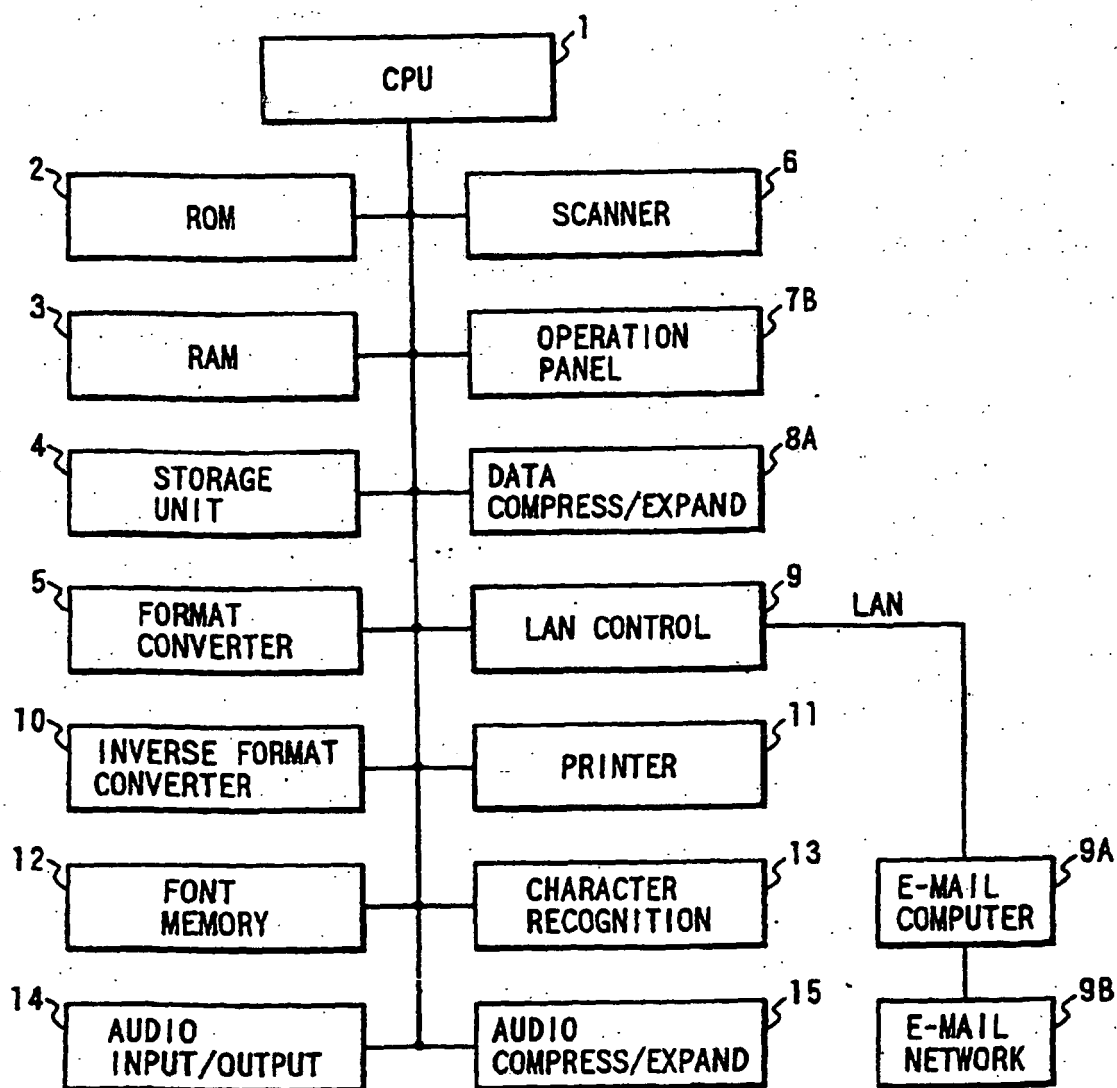 1
CPU
2
ROM
6
SCANNER
3
RAM
7B
OPERATION
PANEL
4
STORAGE
UNIT
8A
DATA
COMPRESS/EXPAND
5
FORMAT
CONVERTER
9
LAN CONTROL
LAN
10
INVERSE FORMAT
CONVERTER
11
PRINTER
12
FONT
MEMORY
13
CHARACTER
RECOGNITION
9A
E-MAIL
COMPUTER
14
AUDIO
INPUT/OUTPUT
15
AUDIO
COMPRESS/EXPAND
9B
E-MAIL
NETWORK